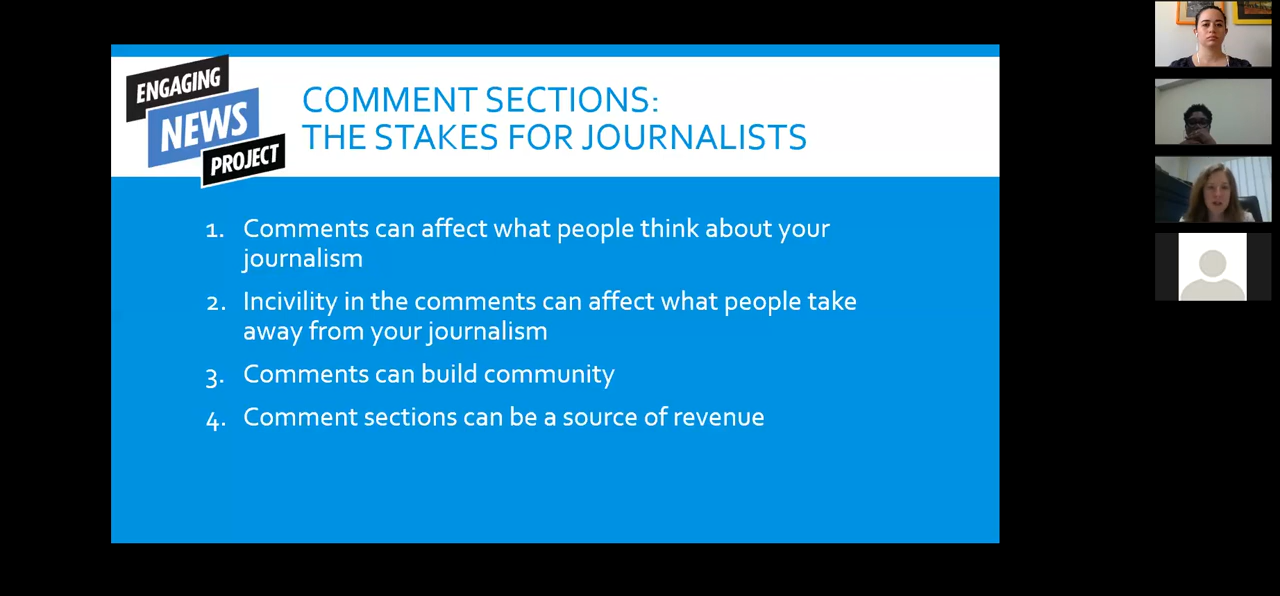 ENGAGING
NEWS
PROJECT
COMMENT SECTIONS:
THE STAKES FOR JOURNALISTS
1. Comments can affect what people think about your
journalism
2. Incivility in the comments can affect what people take
away from your journalism
3. Comments can build community
4. Comment sections can be a source of revenue